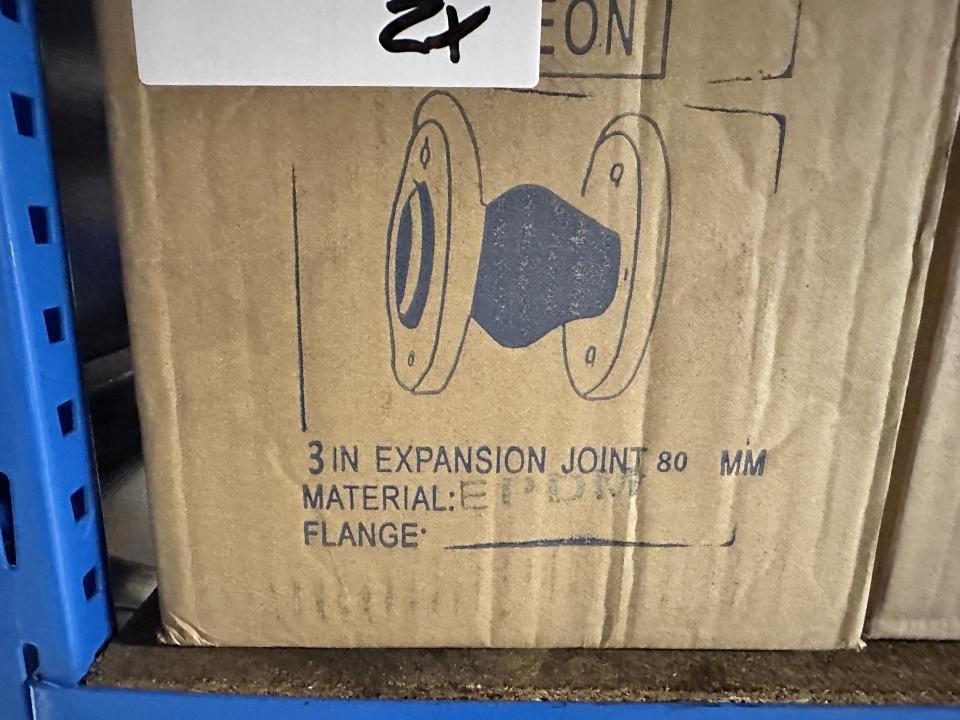 2x
EON
3 IN EXPANSION JOINT 80 MM
MATERIAL: EPDM
FLANGE: